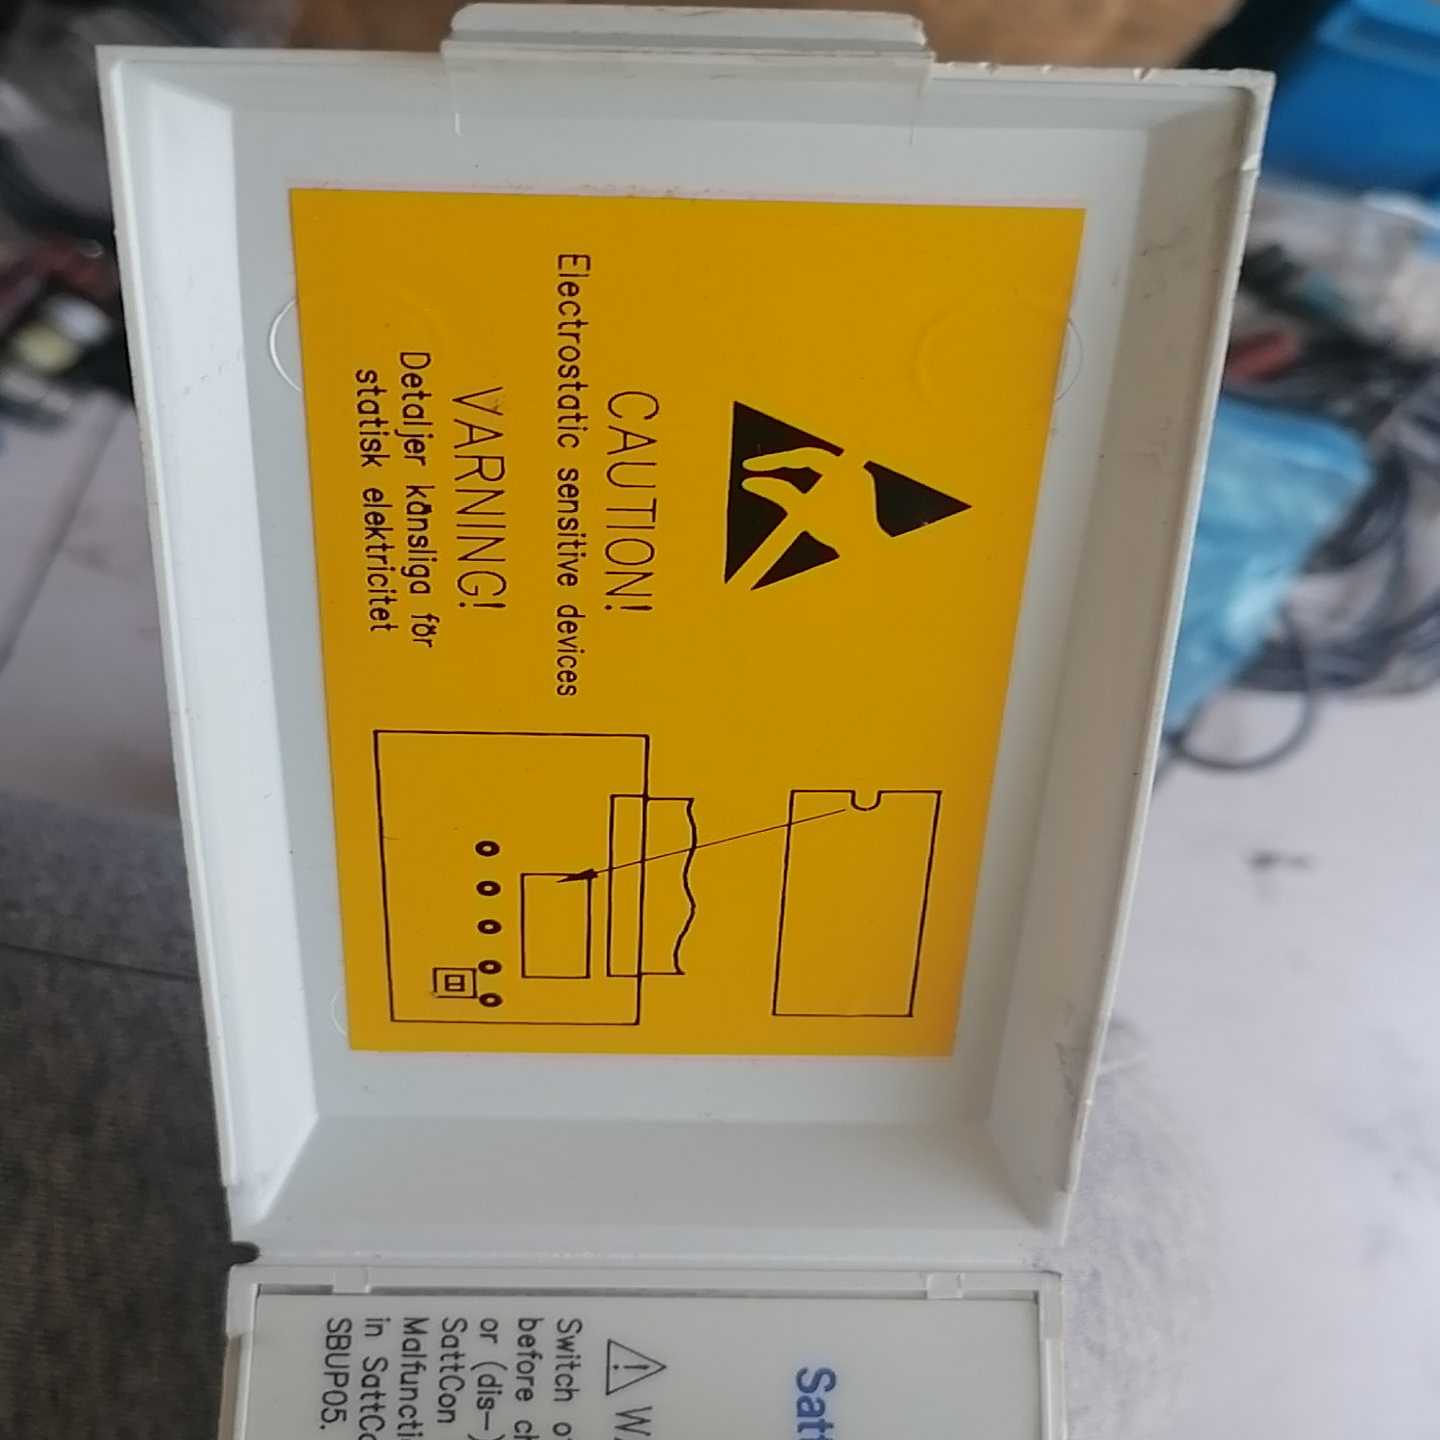 CAUTION!
Electrostatic sensitive devices
VARNING!
Detaljer känsliga för
statisk elektricitet
Satt
⚠ W
Switch
before
or (dis-)
SattCon
Malfuncti
in SattCo
SBUP05.